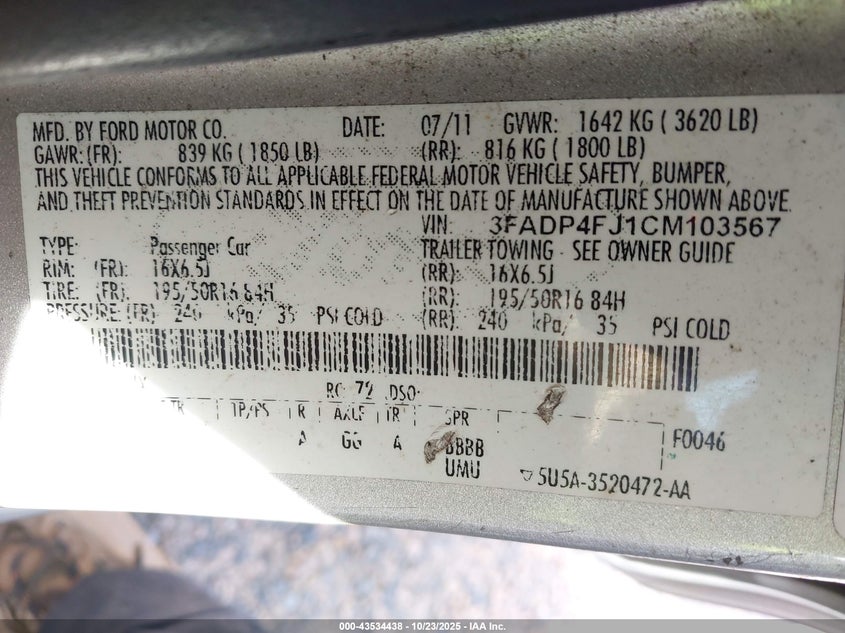 MFD. BY FORD MOTOR CO. DATE: 07/11 GVWR: 1642 KG ( 3620 LB)
GAWR:(FR): 839 KG ( 1850 LB) (RR): 816 KG ( 1800 LB)
THIS VEHICLE CONFORMS TO ALL APPLICABLE FEDERAL MOTOR VEHICLE SAFETY, BUMPER,
AND THEFT PREVENTION STANDARDS IN EFFECT ON THE DATE OF MANUFACTURE SHOWN ABOVE.
VIN: 3FADP4FJ1CM103567
TYPE: Passenger Car TRAILER TOWING - SEE OWNER GUIDE
RIM: (FR): 16X6.5J (RR): 16X6.5J
TIRE: (FR): 195/50R16 84H (RR): 195/50R16 84H
PRESSURE: (FR): 240 kPa/ 35 PSI COLD (RR): 240 kPa/ 35 PSI COLD
RC: 72 DSO:
TP/PS R AXLE TR SPR
A GG A BBBB F0046
UMU 5U5A-3520472-AA
000-43534438 - 10/23/2025 - IAA Inc.